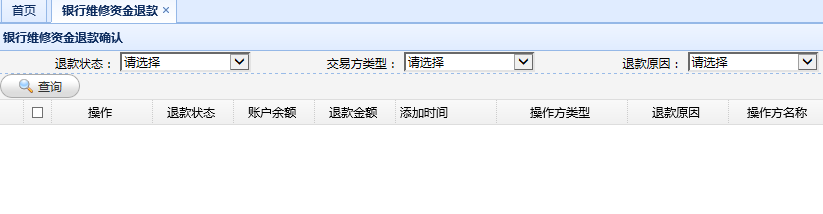 首页 银行维修资金退款 ×
银行维修资金退款确认
退款状态： 请选择 交易方类型： 请选择 退款原因： 请选择
查询
操作 退款状态 账户余额 退款金额 添加时间 操作方类型 退款原因 操作方名称